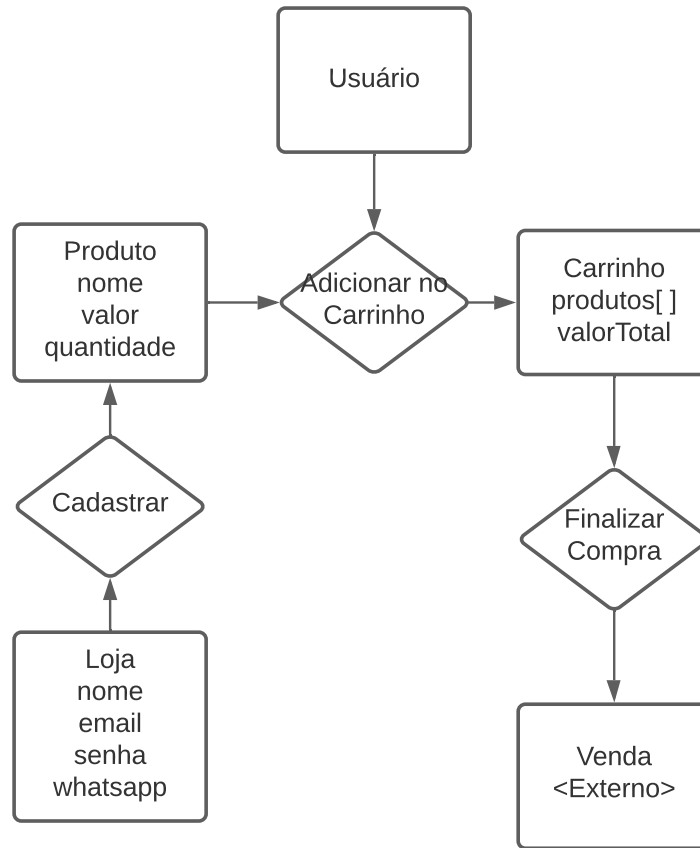 Usuário
Produto
nome
valor
quantidade
Adicionar no
Carrinho
Carrinho
produtos[ ]
valorTotal
Cadastrar
Finalizar
Compra
Loja
nome
email
senha
whatsapp
Venda
<Externo>